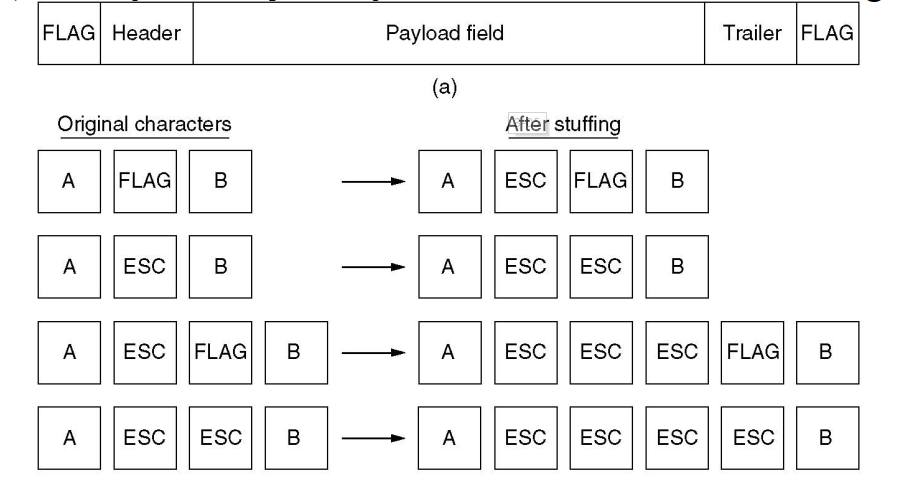 FLAG Header Payload field Trailer FLAG
(a)
Original characters After stuffing
A FLAG B A ESC FLAG B
A ESC B A ESC ESC B
A ESC FLAG B A ESC ESC ESC FLAG B
A ESC ESC B A ESC ESC ESC ESC B